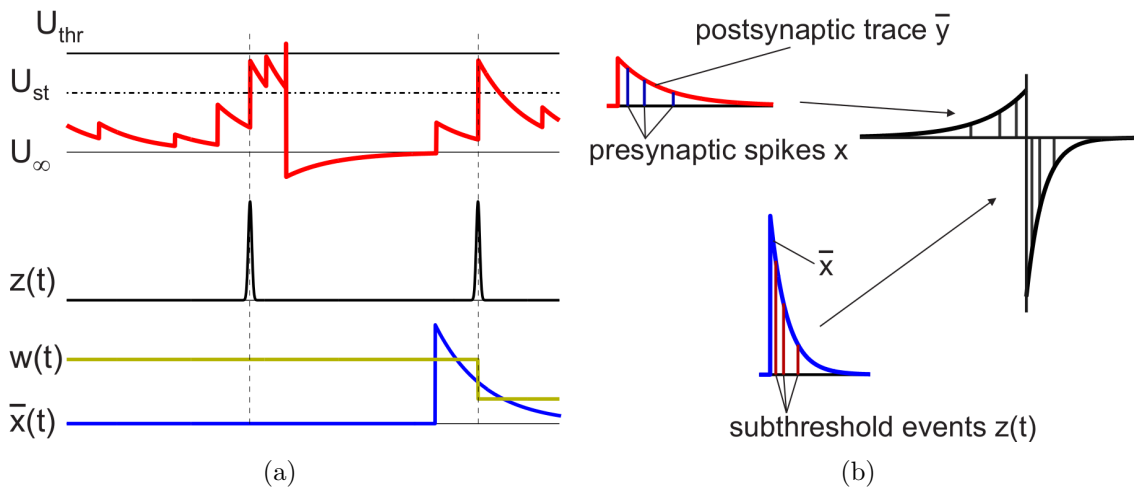 U_thr
U_st
U_∞
z(t)
w(t)
x̅(t)
(a)
postsynaptic trace y̅
presynaptic spikes x
x̅
subthreshold events z(t)
(b)